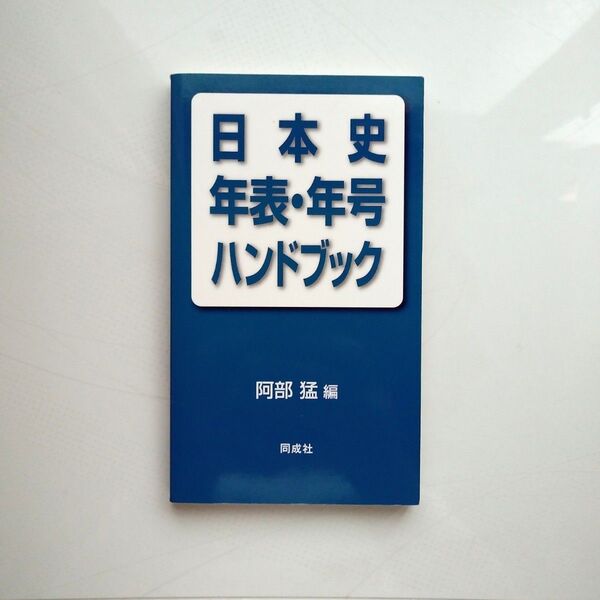 日本史
年表・年号
ハンドブック
阿部 猛 編
同成社